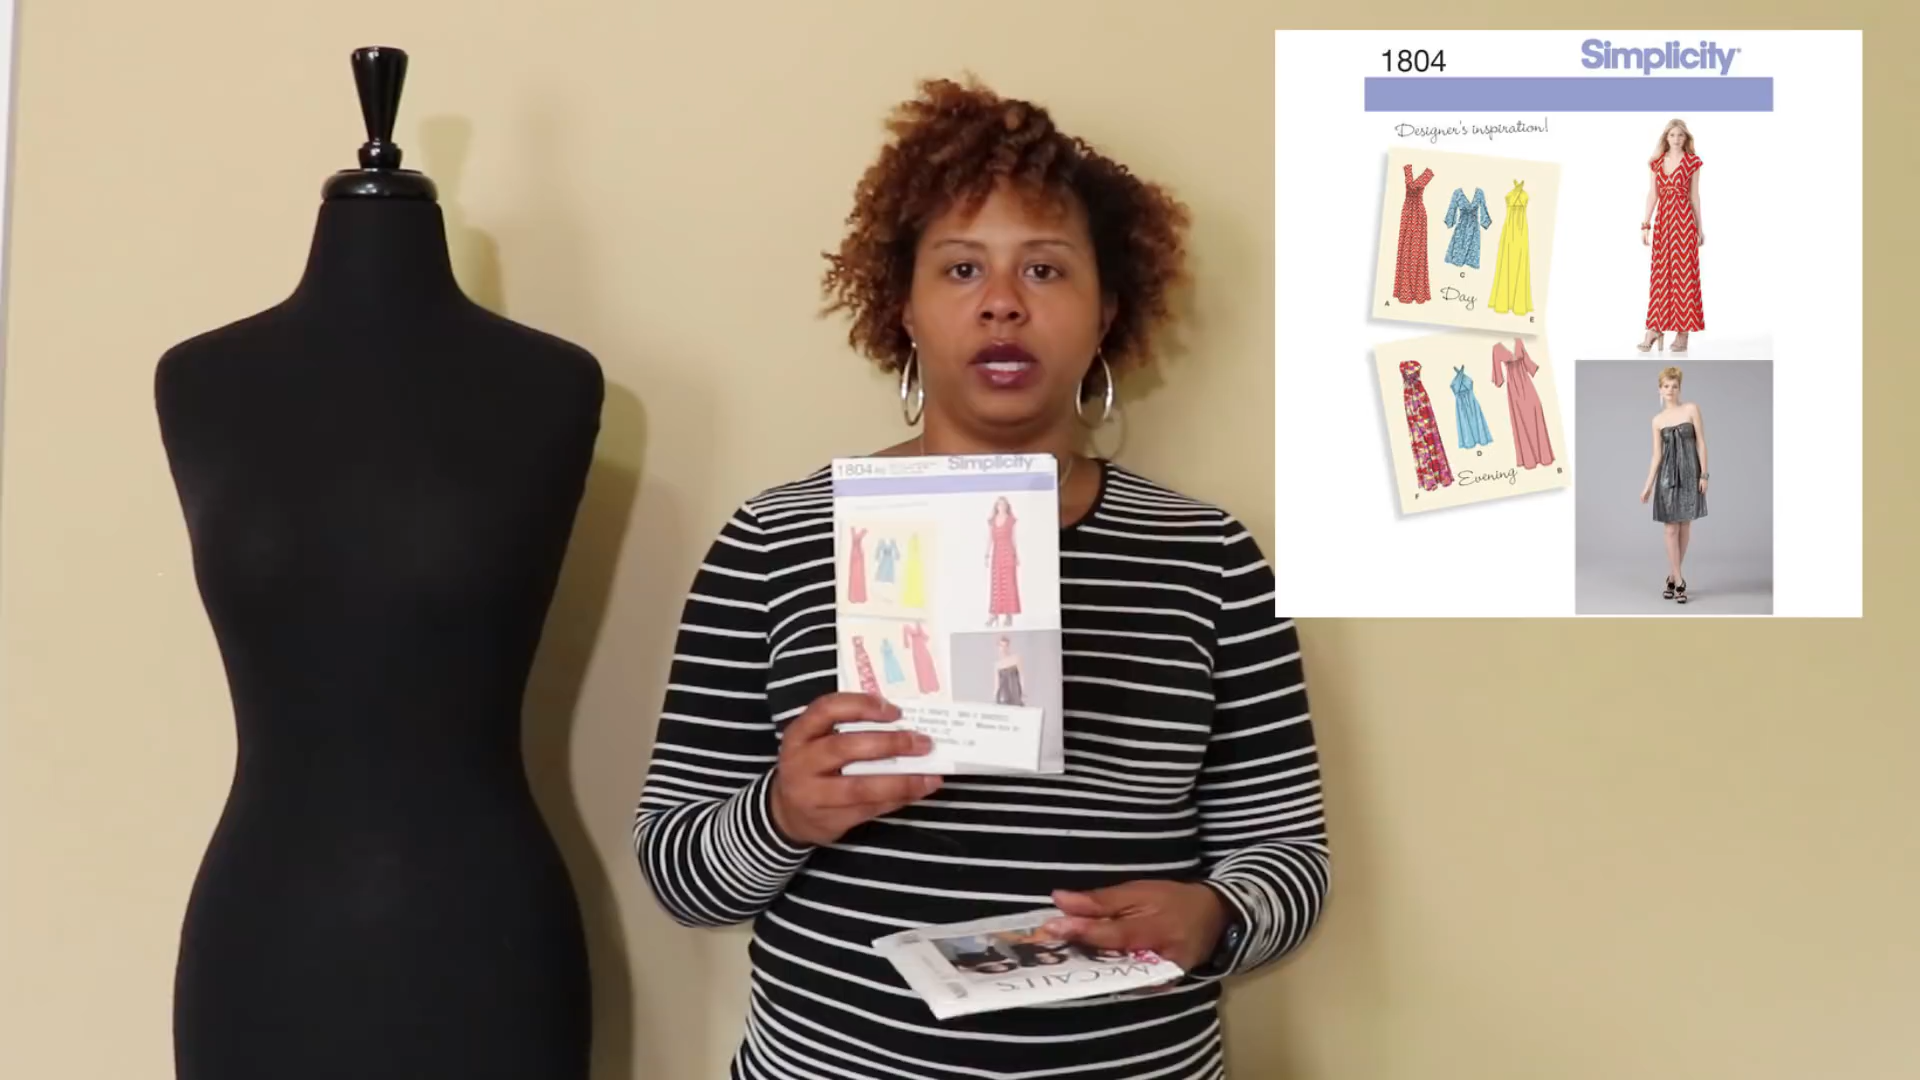 1804
Simplicity
Designer's inspiration!
A
C
E
Day
F
D
B
Evening
1804
Simplicity
McCALL'S